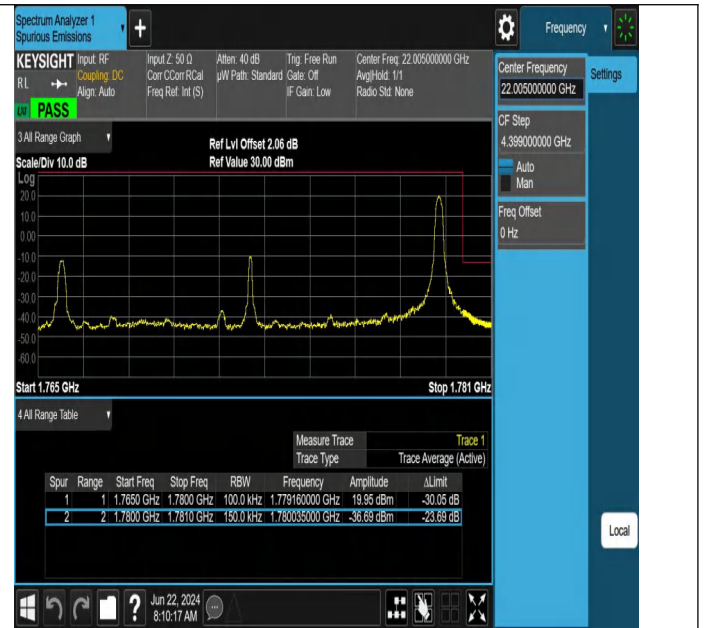 Spectrum Analyzer 1
Spurious Emissions
Frequency
KEYSIGHT Input: RF Input Z: 50 Ω Atten: 40 dB Trig: Free Run Center Freq: 22.005000000 GHz
RL Coupling: DC Corr CCorr RCal µW Path: Standard Gate: Off Avg|Hold: 1/1
Align: Auto Freq Ref: Int (S) IF Gain: Low Radio Std: None
PASS
Center Frequency
22.005000000 GHz
Settings
CF Step
4.399000000 GHz
Auto
Man
Freq Offset
0 Hz
3 All Range Graph
Ref Lvl Offset 2.06 dB
Scale/Div 10.0 dB Ref Value 30.00 dBm
Log
20.0
10.0
0.00
-10.0
-20.0
-30.0
-40.0
-50.0
-60.0
Start 1.765 GHz Stop 1.781 GHz
4 All Range Table
Measure Trace Trace 1
Trace Type Trace Average (Active)
Spur Range Start Freq Stop Freq RBW Frequency Amplitude ΔLimit
1 1 1.7650 GHz 1.7800 GHz 100.0 kHz 1.779160000 GHz 19.95 dBm -30.05 dB
2 2 1.7800 GHz 1.7810 GHz 150.0 kHz 1.780035000 GHz -36.69 dBm -23.69 dB
Local
Jun 22, 2024
8:10:17 AM